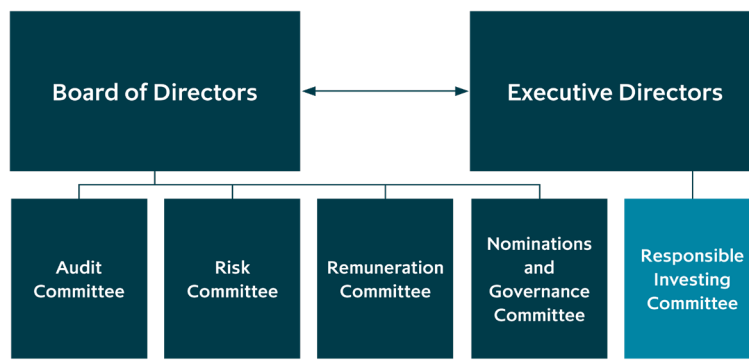 Board of Directors
Executive Directors
Audit
Committee
Risk
Committee
Remuneration
Committee
Nominations
and
Governance
Committee
Responsible
Investing
Committee